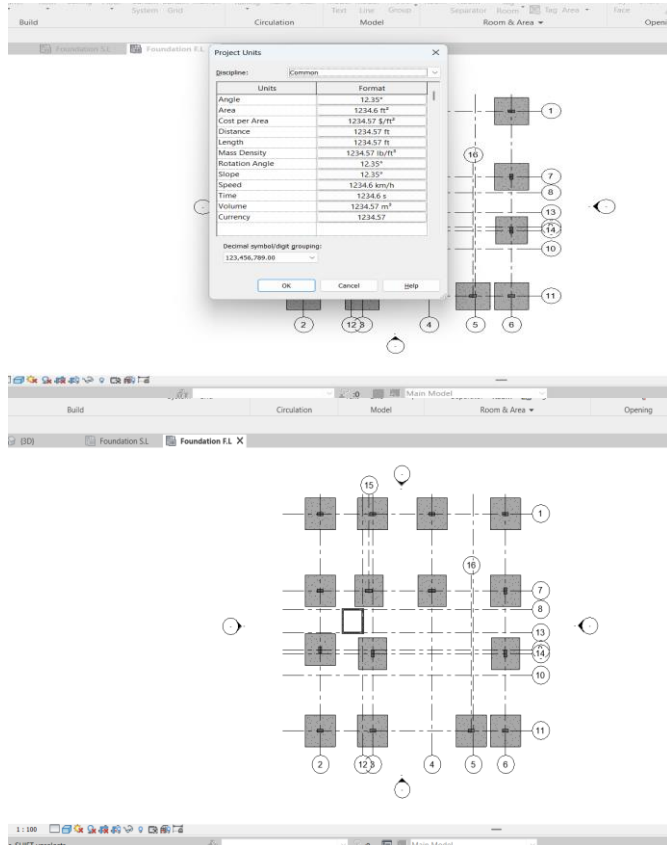 System Grid
Text Line Group
Separator Room Tag Area
Face
Build
Circulation
Model
Room & Area
Openi
Foundation S.L
Foundation F.L
Project Units
Discipline:
Common
Units
Format
Angle
12.35°
Area
1234.6 ft²
Cost per Area
1234.57 $/ft²
Distance
1234.57 ft
Length
1234.57 ft
Mass Density
1234.57 lb/ft³
Rotation Angle
12.35°
Slope
12.35°
Speed
1234.6 km/h
Time
1234.6 s
Volume
1234.57 m³
Currency
1234.57
Decimal symbol/digit grouping:
123,456,789.00
OK
Cancel
Help
1
16
7
8
13
14
10
11
2
12
3
4
5
6
:0
Main Model
Build
Circulation
Model
Room & Area
Opening
(3D)
Foundation S.L
Foundation F.L X
15
1
16
7
8
13
14
10
11
2
12
3
4
5
6
1 : 100
Main Model